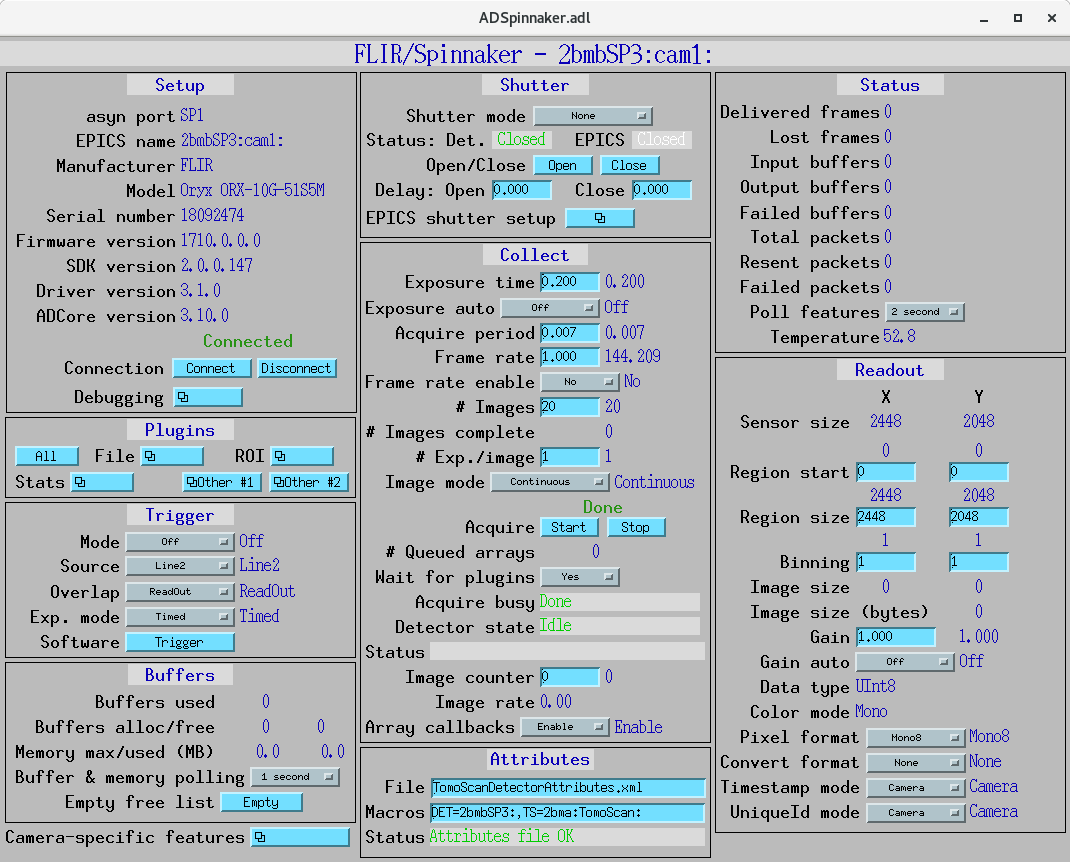 ADSpinnaker.adl
FLIR/Spinnaker - 2bmbSP3:cam1:
Setup
asyn port SP1
EPICS name 2bmbSP3:cam1:
Manufacturer FLIR
Model Oryx ORX-10G-51S5M
Serial number 18092474
Firmware version 1710.0.0.0
SDK version 2.0.0.147
Driver version 3.1.0
ADCore version 3.10.0
Connected
Connection Connect Disconnect
Debugging
Plugins
All File ROI
Stats Other #1 Other #2
Trigger
Mode Off Off
Source Line2 Line2
Overlap ReadOut ReadOut
Exp. mode Timed Timed
Software Trigger
Buffers
Buffers used 0
Buffers alloc/free 0 0
Memory max/used (MB) 0.0 0.0
Buffer & memory polling 1 second
Empty free list Empty
Camera-specific features
Shutter
Shutter mode None
Status: Det. Closed EPICS Closed
Open/Close Open Close
Delay: Open 0.000 Close 0.000
EPICS shutter setup
Collect
Exposure time 0.200 0.200
Exposure auto Off Off
Acquire period 0.007 0.007
Frame rate 1.000 144.209
Frame rate enable No No
# Images 20 20
# Images complete 0
# Exp./image 1 1
Image mode Continuous Continuous
Done
Acquire Start Stop
# Queued arrays 0
Wait for plugins Yes
Acquire busy Done
Detector state Idle
Status
Image counter 0 0
Image rate 0.00
Array callbacks Enable Enable
Attributes
File TomoScanDetectorAttributes.xml
Macros DET=2bmbSP3:,TS=2bma:TomoScan:
Status Attributes file OK
Status
Delivered frames 0
Lost frames 0
Input buffers 0
Output buffers 0
Failed buffers 0
Total packets 0
Resent packets 0
Failed packets 0
Poll features 2 second
Temperature 52.8
Readout
X Y
Sensor size 2448 2048
0 0
Region start 0 0
2448 2048
Region size 2448 2048
1 1
Binning 1 1
Image size 0 0
Image size (bytes) 0
Gain 1.000 1.000
Gain auto Off Off
Data type UInt8
Color mode Mono
Pixel format Mono8 Mono8
Convert format None None
Timestamp mode Camera Camera
UniqueId mode Camera Camera